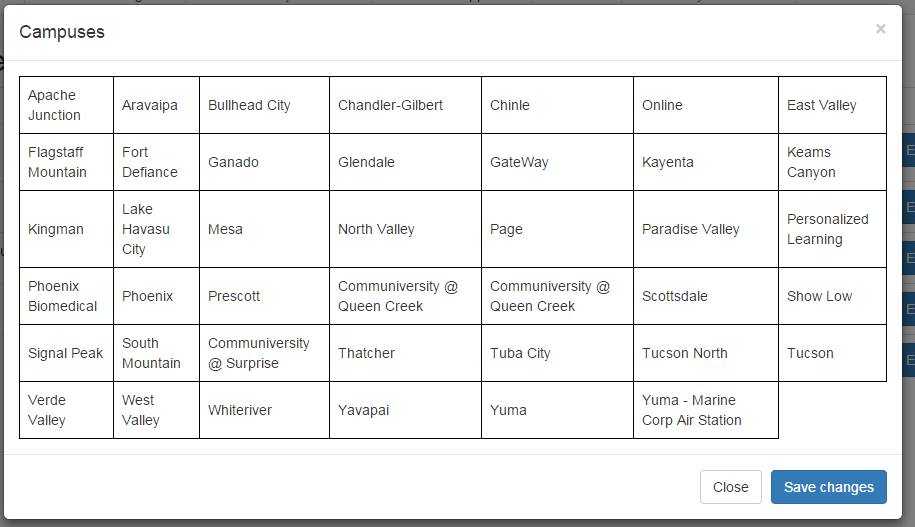 Campuses
×
Apache
Junction
Aravaipa
Bullhead City
Chandler-Gilbert
Chinle
Online
East Valley
Flagstaff
Mountain
Fort
Defiance
Ganado
Glendale
GateWay
Kayenta
Keams
Canyon
Kingman
Lake
Havasu
City
Mesa
North Valley
Page
Paradise Valley
Personalized
Learning
Phoenix
Biomedical
Phoenix
Prescott
Communiversity @
Queen Creek
Communiversity @
Queen Creek
Scottsdale
Show Low
Signal Peak
South
Mountain
Communiversity
@ Surprise
Thatcher
Tuba City
Tucson North
Tucson
Verde
Valley
West
Valley
Whiteriver
Yavapai
Yuma
Yuma - Marine
Corp Air Station
Close
Save changes